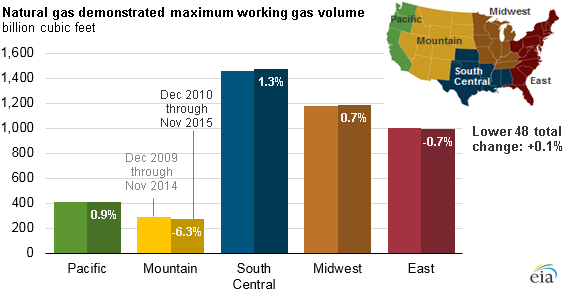 Natural gas demonstrated maximum working gas volume
billion cubic feet
1,600
1,400
1,200
1,000
800
600
400
200
0
Dec 2009
through
Nov 2014
Dec 2010
through
Nov 2015
0.9%
-6.3%
1.3%
0.7%
-0.7%
Pacific
Mountain
South
Central
Midwest
East
Pacific
Mountain
Midwest
South
Central
East
Lower 48 total
change: +0.1%
eia